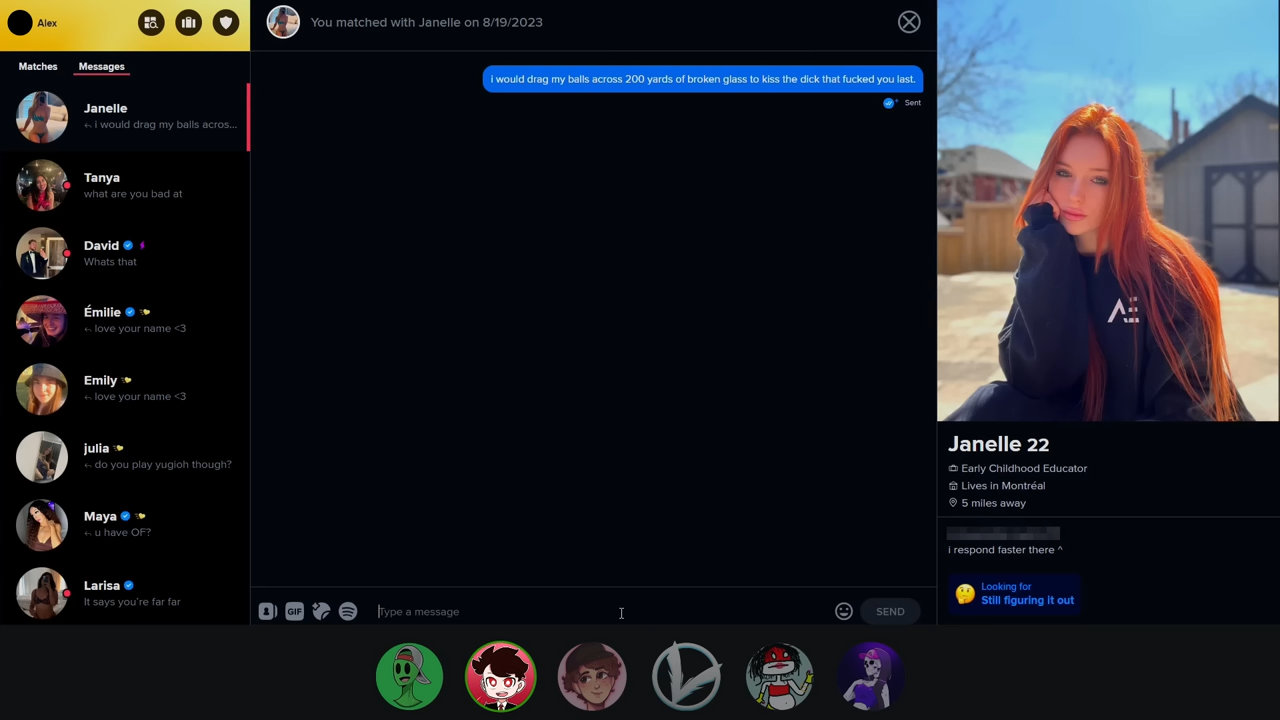 Alex
You matched with Janelle on 8/19/2023
Matches
Messages
Janelle
i would drag my balls acros...
Tanya
what are you bad at
David
Whats that
Émilie
love your name <3
Emily
love your name <3
julia
do you play yugioh though?
Maya
u have OF?
Larisa
It says you're far far
i would drag my balls across 200 yards of broken glass to kiss the dick that fucked you last.
Sent
GIF
Type a message
SEND
Janelle 22
Early Childhood Educator
Lives in Montréal
5 miles away
i respond faster there ^
Looking for
Still figuring it out